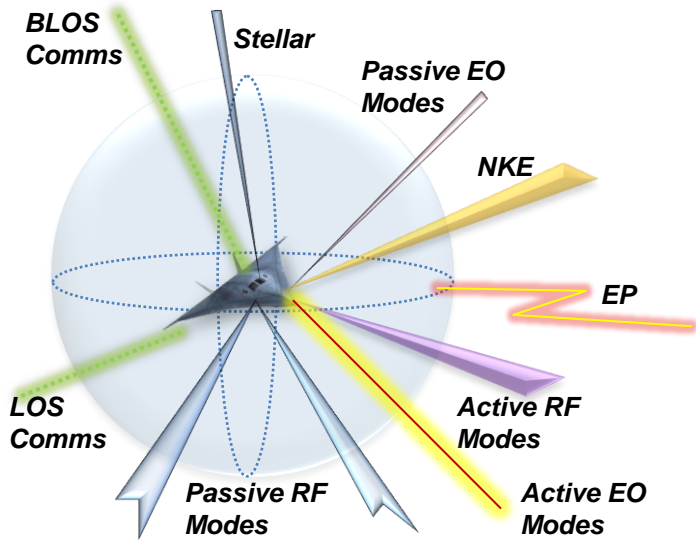 BLOS
Comms
Stellar
Passive EO
Modes
NKE
EP
LOS
Comms
Active RF
Modes
Passive RF
Modes
Active EO
Modes